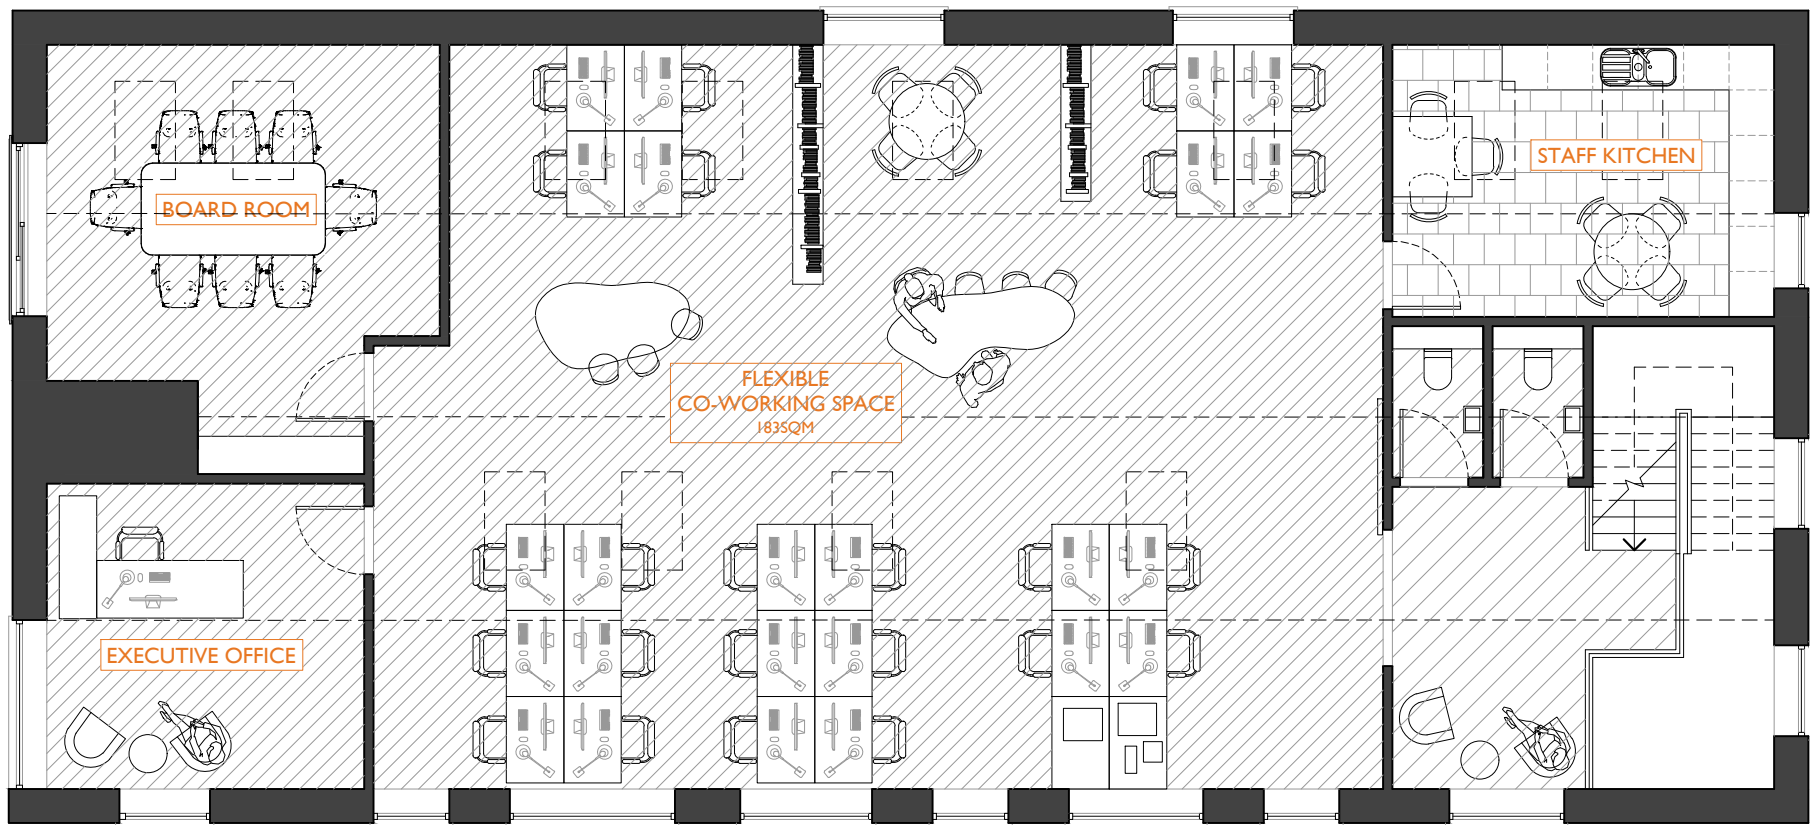 BOARD ROOM
STAFF KITCHEN
FLEXIBLE
CO-WORKING SPACE
183SQM
EXECUTIVE OFFICE